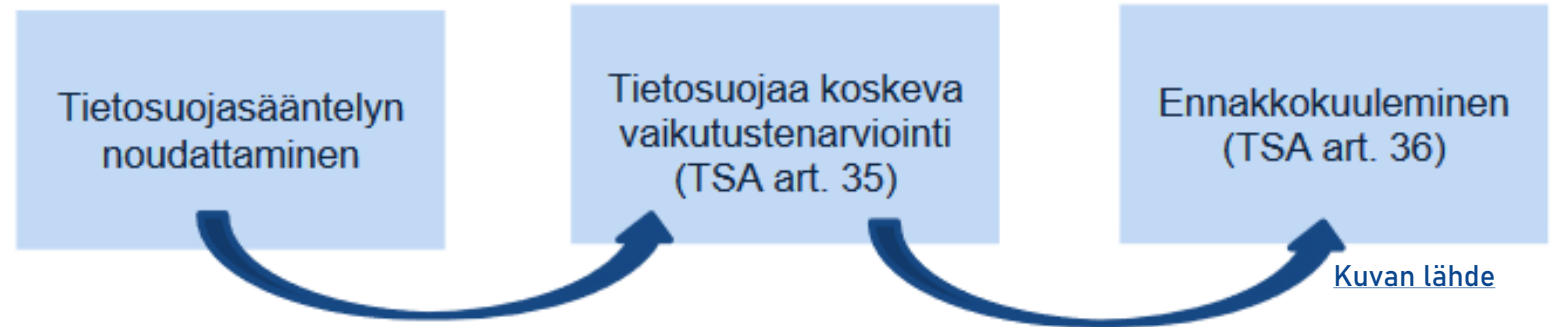 Tietosuojasääntelyn
noudattaminen
Tietosuojaa koskeva
vaikutustenarviointi
(TSA art. 35)
Ennakkokuuleminen
(TSA art. 36)
Kuvan lähde